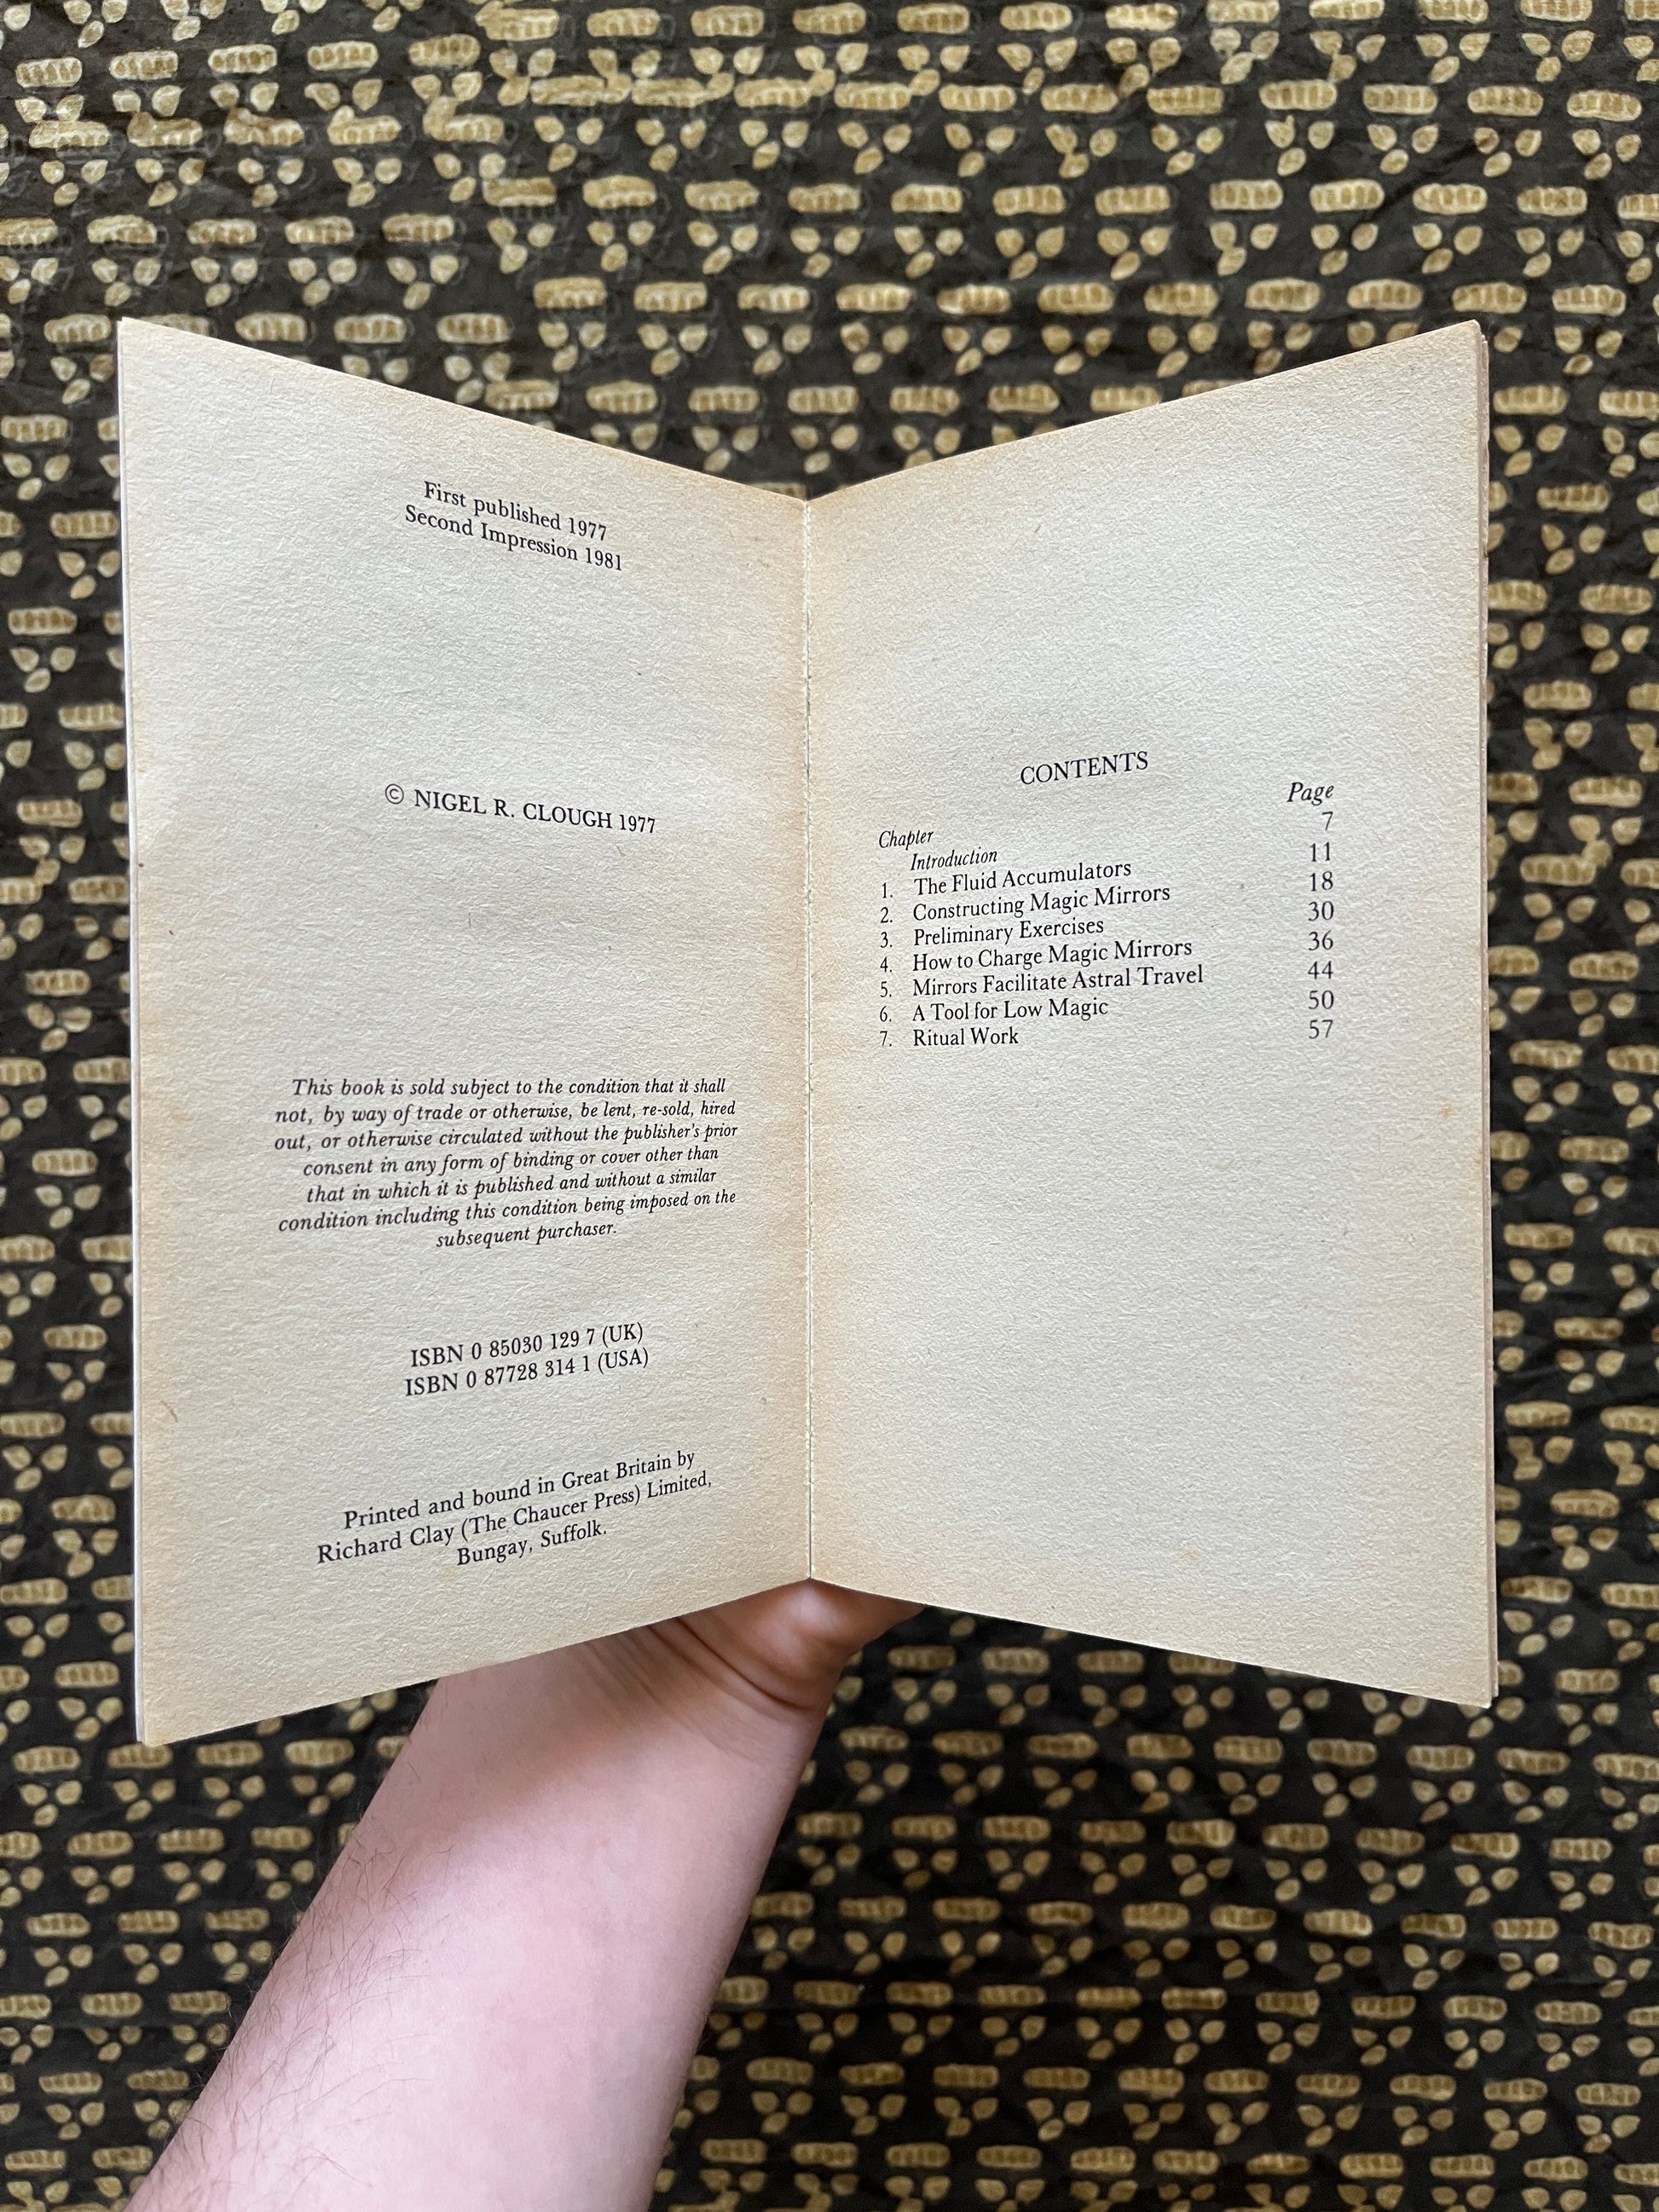 First published 1977
Second Impression 1981
© NIGEL R. CLOUGH 1977
This book is sold subject to the condition that it shall
not, by way of trade or otherwise, be lent, re-sold, hired
out, or otherwise circulated without the publisher's prior
consent in any form of binding or cover other than
that in which it is published and without a similar
condition including this condition being imposed on the
subsequent purchaser.
ISBN 0 85030 129 7 (UK)
ISBN 0 87728 314 1 (USA)
Printed and bound in Great Britain by
Richard Clay (The Chaucer Press) Limited,
Bungay, Suffolk.
CONTENTS
Chapter Page
Introduction 7
1. The Fluid Accumulators 11
2. Constructing Magic Mirrors 18
3. Preliminary Exercises 30
4. How to Charge Magic Mirrors 36
5. Mirrors Facilitate Astral Travel 44
6. A Tool for Low Magic 50
7. Ritual Work 57